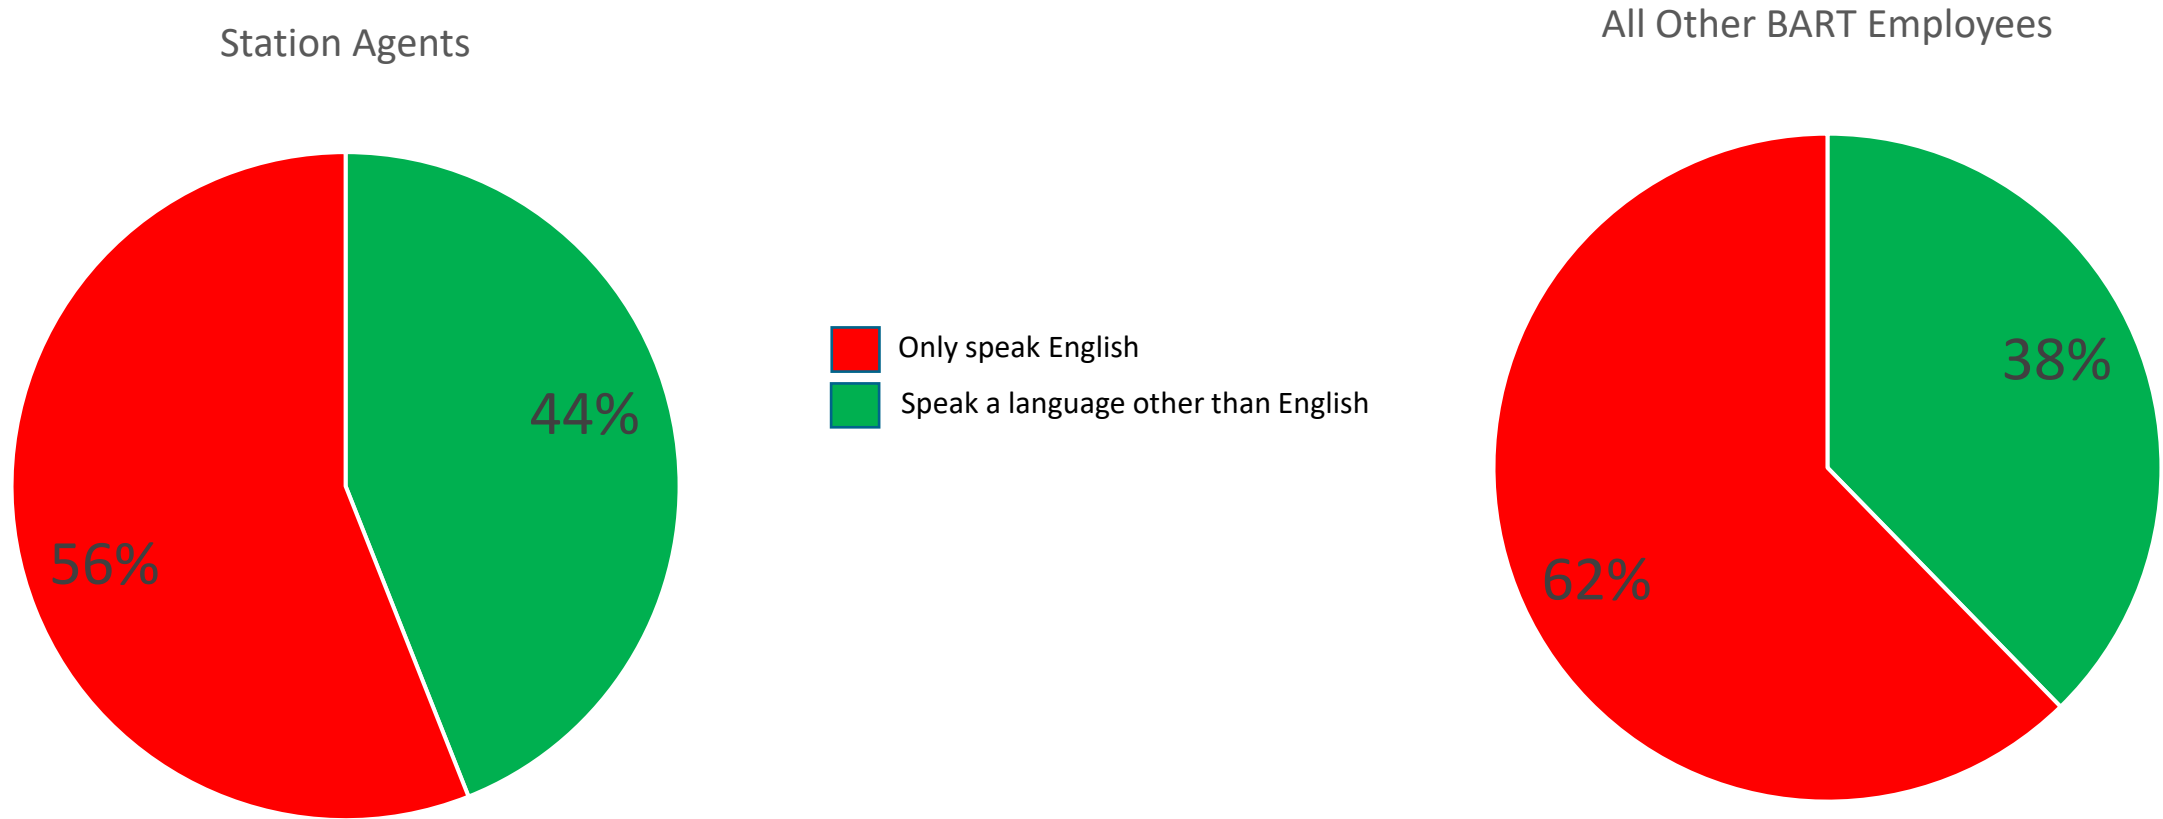 Station Agents
44%
56%
Only speak English
Speak a language other than English
All Other BART Employees
38%
62%